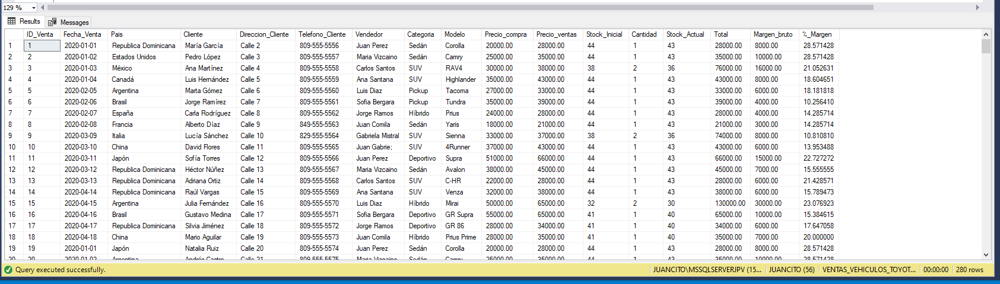 129 %
Results Messages
ID_Venta Fecha_Venta Pais Cliente Direccion_Cliente Telefono_Cliente Vendedor Categoria Modelo Precio_compra Precio_ventas Stock_Inicial Cantidad Stock_Actual Total Margen_bruto %_Margen
1 1 2020-01-01 Republica Dominicana María García Calle 2 809-555-5556 Juan Perez Sedán Corolla 20000.00 28000.00 44 1 43 28000.00 8000.00 28.571428
2 2 2020-01-02 Estados Unidos Pedro López Calle 3 809-555-5557 Maria Vizcaino Sedán Camry 25000.00 35000.00 44 1 43 35000.00 10000.00 28.571428
3 3 2020-01-03 México Ana Martínez Calle 4 809-555-5558 Carlos Santos SUV RAV4 30000.00 38000.00 38 2 36 76000.00 16000.00 21.052631
4 4 2020-01-04 Canadá Luis Hernández Calle 5 809-555-5559 Ana Santana SUV Highlander 35000.00 43000.00 44 1 43 43000.00 8000.00 18.604651
5 5 2020-02-05 Argentina Marta Gómez Calle 6 809-555-5560 Luis Diaz Pickup Tacoma 27000.00 33000.00 44 1 43 33000.00 6000.00 18.181818
6 6 2020-02-06 Brasil Jorge Ramírez Calle 7 809-555-5561 Sofia Bergara Pickup Tundra 35000.00 39000.00 44 1 43 39000.00 4000.00 10.256410
7 7 2020-02-07 España Carla Rodríguez Calle 8 809-555-5562 Jorge Ramos Híbrido Prius 24000.00 28000.00 44 1 43 28000.00 4000.00 14.285714
8 8 2020-02-08 Francia Alberto Díaz Calle 9 849-555-5563 Juan Comila Sedán Yaris 18000.00 21000.00 44 1 43 21000.00 3000.00 14.285714
9 9 2020-03-09 Italia Lucía Sánchez Calle 10 829-555-5564 Gabriela Mistral SUV Sienna 33000.00 37000.00 38 2 36 74000.00 8000.00 10.810810
10 10 2020-03-10 China David Flores Calle 11 809-555-5565 Juan Gabrie; SUV 4Runner 37000.00 43000.00 44 1 43 43000.00 6000.00 13.953488
11 11 2020-03-11 Japón Sofía Torres Calle 12 809-555-5566 Juan Perez Deportivo Supra 51000.00 66000.00 44 1 43 66000.00 15000.00 22.727272
12 12 2020-03-12 Republica Dominicana Héctor Núñez Calle 13 809-555-5567 Maria Vizcaino Sedán Avalon 38000.00 45000.00 44 1 43 45000.00 7000.00 15.555555
13 13 2020-03-13 Republica Dominicana Adriana Ortiz Calle 14 809-555-5568 Carlos Santos SUV C-HR 22000.00 28000.00 44 1 43 28000.00 6000.00 21.428571
14 14 2020-04-14 Republica Dominicana Raúl Vargas Calle 15 809-555-5569 Ana Santana SUV Venza 32000.00 38000.00 44 1 43 38000.00 6000.00 15.789473
15 15 2020-04-15 Argentina Julia Fernández Calle 16 809-555-5570 Luis Diaz Híbrido Mirai 50000.00 65000.00 32 2 30 130000.00 30000.00 23.076923
16 16 2020-04-16 Brasil Gustavo Medina Calle 17 809-555-5571 Sofia Bergara Deportivo GR Supra 55000.00 65000.00 41 1 40 65000.00 10000.00 15.384615
17 17 2020-04-17 Republica Dominicana Silvia Jiménez Calle 18 809-555-5572 Jorge Ramos Deportivo GR 86 28000.00 34000.00 41 1 40 34000.00 6000.00 17.647058
18 18 2020-04-18 China Mario Aguilar Calle 19 809-555-5573 Juan Comila Híbrido Prius Prime 28000.00 35000.00 41 1 40 35000.00 7000.00 20.000000
19 19 2020-01-01 Japón Natalia Ruiz Calle 20 809-555-5574 Juan Perez Sedán Corolla 20000.00 28000.00 44 1 43 28000.00 8000.00 28.571428
20 20 2020-01-02 Argentina Andrés Castro Calle 21 809-555-5575 Maria Vizcaino Sedán Camry 25000.00 35000.00 44 1 43 35000.00 10000.00 28.571428
Query executed successfully. JUANCITO\MSSQLSERVERJPV (15... JUANCITO (56) VENTAS_VEHICULOS_TOYOT... 00:00:00 280 rows